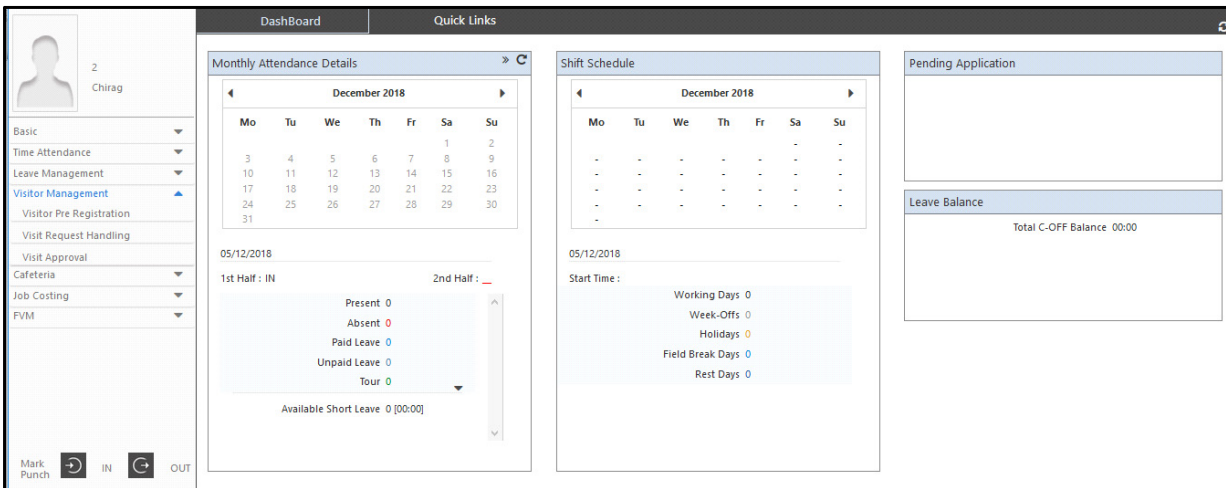 DashBoard
Quick Links
2
Chirag
Basic
Time Attendance
Leave Management
Visitor Management
Visitor Pre Registration
Visit Request Handling
Visit Approval
Cafeteria
Job Costing
FVM
Mark Punch
IN
OUT
Monthly Attendance Details
December 2018
Mo Tu We Th Fr Sa Su
1 2
3 4 5 6 7 8 9
10 11 12 13 14 15 16
17 18 19 20 21 22 23
24 25 26 27 28 29 30
31
05/12/2018
1st Half : IN 2nd Half : __
Present 0
Absent 0
Paid Leave 0
Unpaid Leave 0
Tour 0
Available Short Leave 0 [00:00]
Shift Schedule
December 2018
Mo Tu We Th Fr Sa Su
- -
- - - - - - -
- - - - - - -
- - - - - - -
- - - - - - -
-
05/12/2018
Start Time :
Working Days 0
Week-Offs 0
Holidays 0
Field Break Days 0
Rest Days 0
Pending Application
Leave Balance
Total C-OFF Balance 00:00